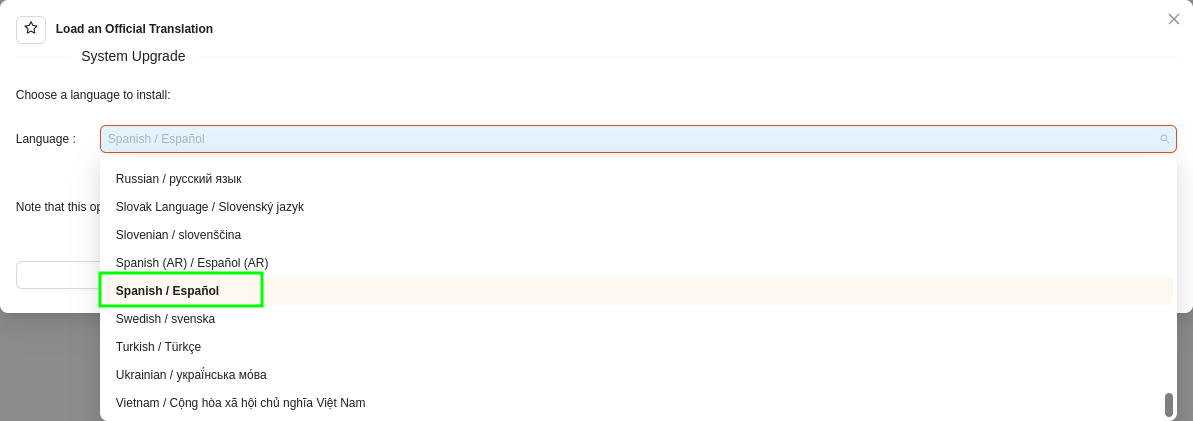 Load an Official Translation
System Upgrade
Choose a language to install:
Language :
Spanish / Español
Russian / русский язык
Note that this op
Slovak Language / Slovenský jazyk
Slovenian / slovenščina
Spanish (AR) / Español (AR)
Spanish / Español
Swedish / svenska
Turkish / Türkçe
Ukrainian / украї́нська мо́ва
Vietnam / Cộng hòa xã hội chủ nghĩa Việt Nam